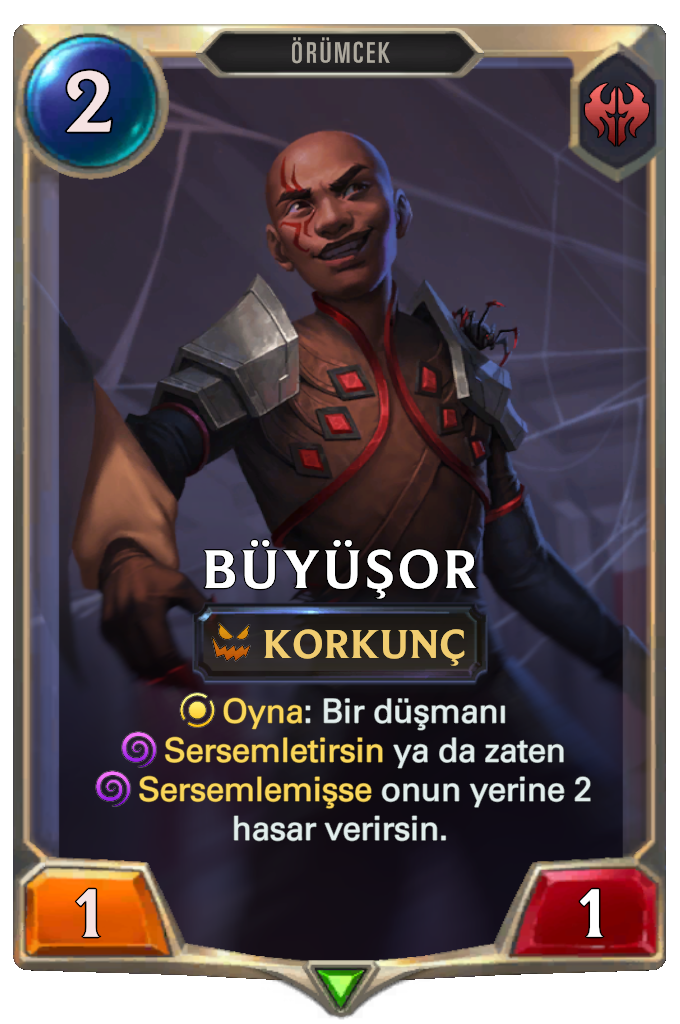 2
ÖRÜMCEK
BÜYÜŞOR
KORKUNÇ
Oyna: Bir düşmanı
Sersemletirsin ya da zaten
Sersemlemişse onun yerine 2
hasar verirsin.
1
1